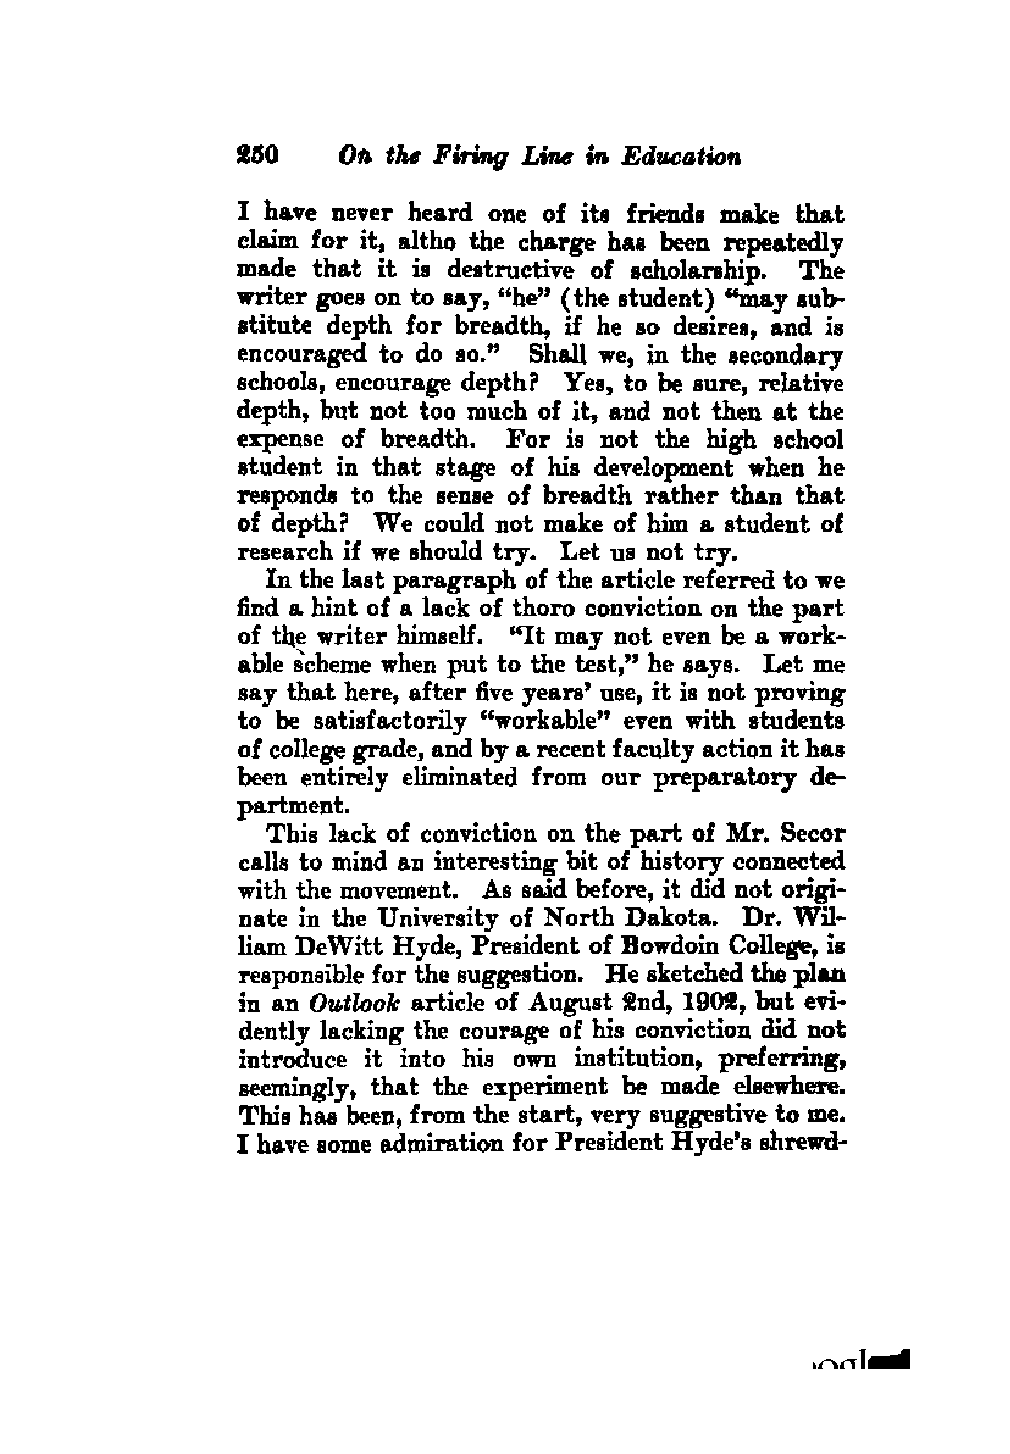 250 On the Firing Line in Education
I have never heard one of its friends make that
claim for it, altho the charge has been repeatedly
made that it is destructive of scholarship. The
writer goes on to say, “he” (the student) “may sub-
stitute depth for breadth, if he so desires, and is
encouraged to do so.” Shall we, in the secondary
schools, encourage depth? Yes, to be sure, relative
depth, but not too much of it, and not then at the
expense of breadth. For is not the high school
student in that stage of his development when he
responds to the sense of breadth rather than that
of depth? We could not make of him a student of
research if we should try. Let us not try.
In the last paragraph of the article referred to we
find a hint of a lack of thoro conviction on the part
of the writer himself. “It may not even be a work-
able scheme when put to the test,” he says. Let me
say that here, after five years’ use, it is not proving
to be satisfactorily “workable” even with students
of college grade, and by a recent faculty action it has
been entirely eliminated from our preparatory de-
partment.
This lack of conviction on the part of Mr. Secor
calls to mind an interesting bit of history connected
with the movement. As said before, it did not origi-
nate in the University of North Dakota. Dr. Wil-
liam DeWitt Hyde, President of Bowdoin College, is
responsible for the suggestion. He sketched the plan
in an Outlook article of August 2nd, 1902, but evi-
dently lacking the courage of his conviction did not
introduce it into his own institution, preferring,
seemingly, that the experiment be made elsewhere.
This has been, from the start, very suggestive to me.
I have some admiration for President Hyde’s shrewd-